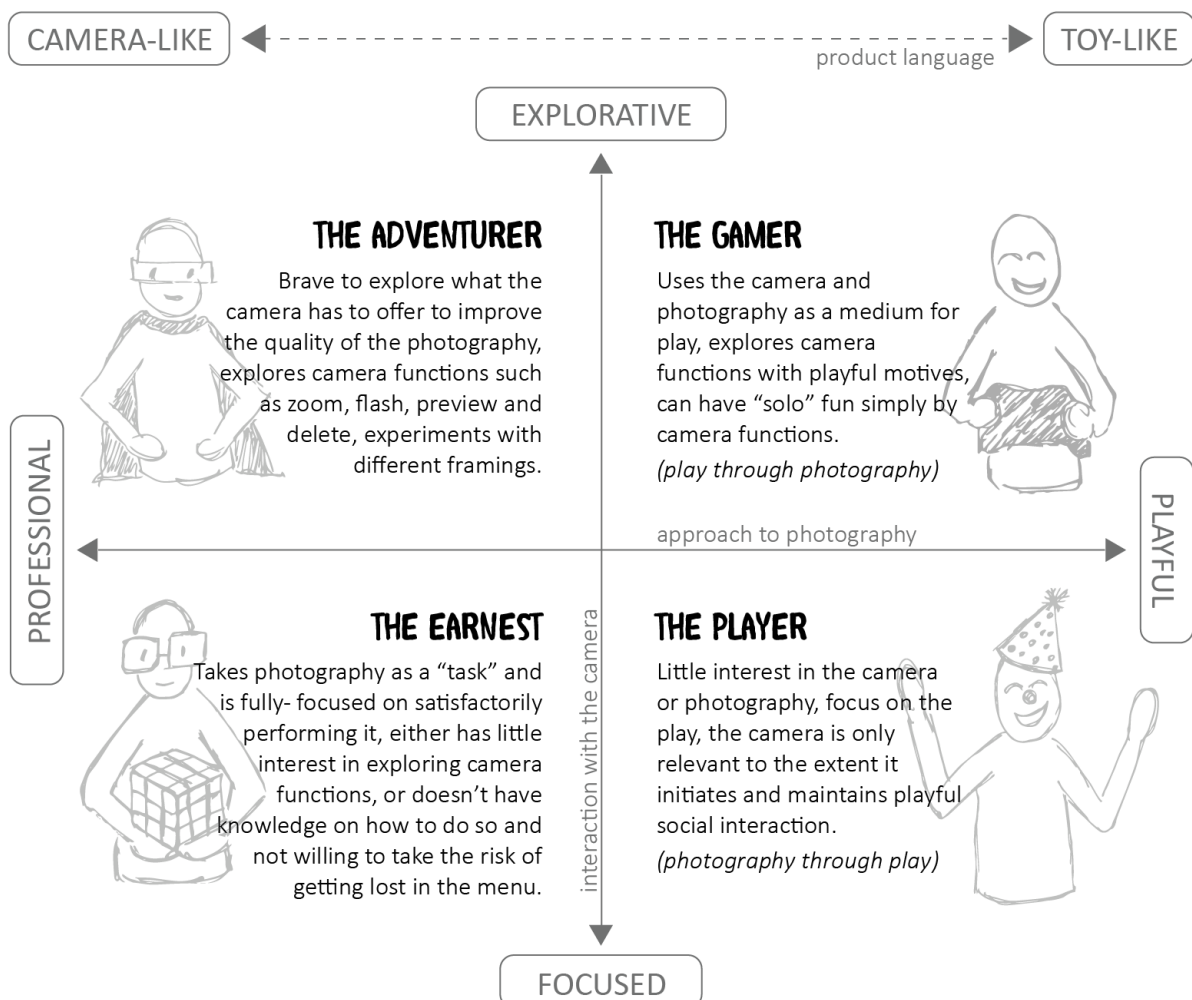 CAMERA-LIKE
TOY-LIKE
product language
EXPLORATIVE
THE ADVENTURER
Brave to explore what the
camera has to offer to improve
the quality of the photography,
explores camera functions such
as zoom, flash, preview and
delete, experiments with
different framings.
THE GAMER
Uses the camera and
photography as a medium for
play, explores camera
functions with playful motives,
can have “solo” fun simply by
camera functions.
(play through photography)
PROFESSIONAL
approach to photography
PLAYFUL
THE EARNEST
Takes photography as a “task” and
is fully- focused on satisfactorily
performing it, either has little
interest in exploring camera
functions, or doesn’t have
knowledge on how to do so and
not willing to take the risk of
getting lost in the menu.
interaction with the camera
THE PLAYER
Little interest in the camera
or photography, focus on the
play, the camera is only
relevant to the extent it
initiates and maintains playful
social interaction.
(photography through play)
FOCUSED